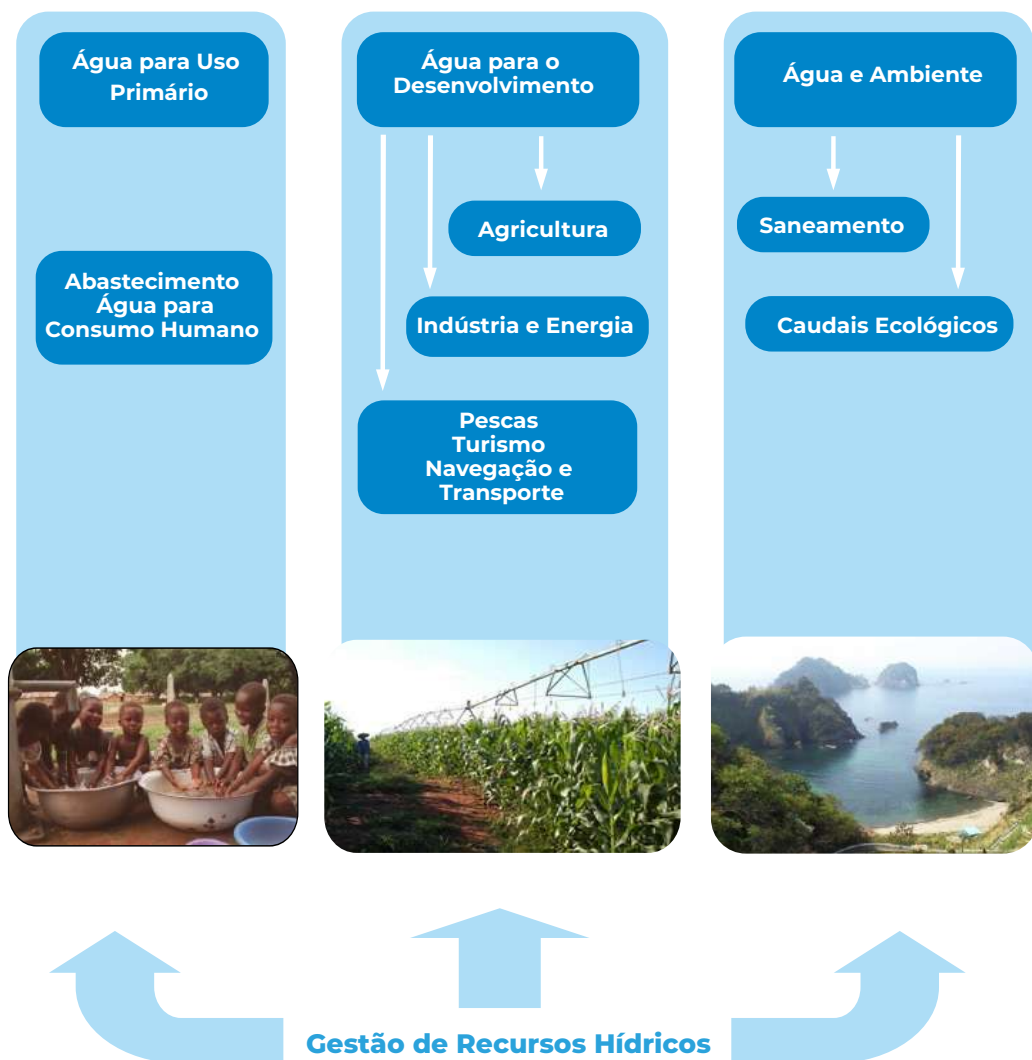 Água para Uso
Primário
Abastecimento
Água para
Consumo Humano
Água para o
Desenvolvimento
Agricultura
Indústria e Energia
Pescas
Turismo
Navegação e
Transporte
Água e Ambiente
Saneamento
Caudais Ecológicos
Gestão de Recursos Hídricos